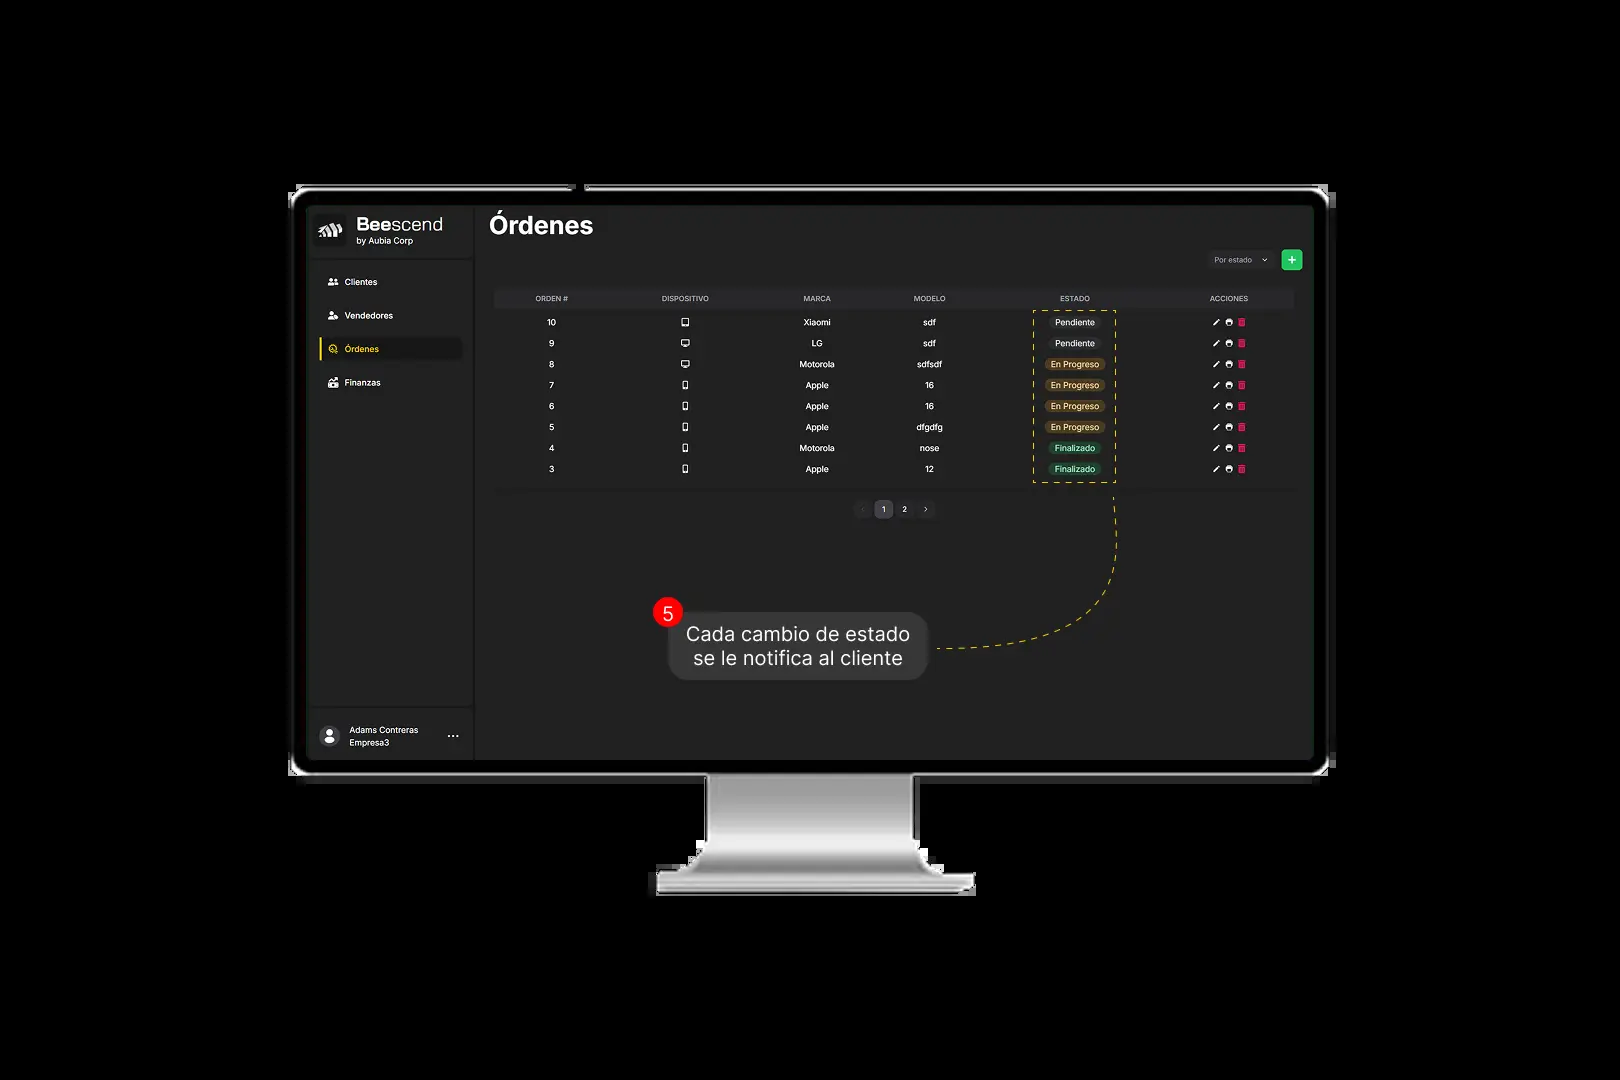 Beescend
by Aubia Corp
Clientes
Vendedores
Órdenes
Finanzas
Adams Contreras
Empresa3
Órdenes
Por estado
ORDEN # DISPOSITIVO MARCA MODELO ESTADO ACCIONES
10 Xiaomi sdf Pendiente
9 LG sdf Pendiente
8 Motorola sdfsdf En Progreso
7 Apple 16 En Progreso
6 Apple 16 En Progreso
5 Apple dfgdfg En Progreso
4 Motorola nose Finalizado
3 Apple 12 Finalizado
1 2
5
Cada cambio de estado
se le notifica al cliente